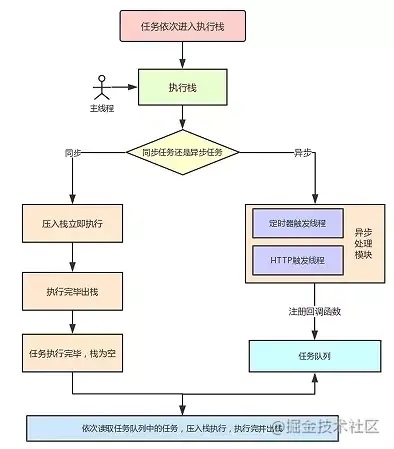 任务依次进入执行栈
执行栈
主线程
同步任务还是异步任务
同步
异步
压入栈立即执行
定时器触发线程
HTTP触发线程
异步
处理
模块
执行完毕出栈
注册回调函数
任务执行完毕，栈为空
任务队列
依次读取任务队列中的任务，压入栈执行，执行完并出栈
@掘金技术社区